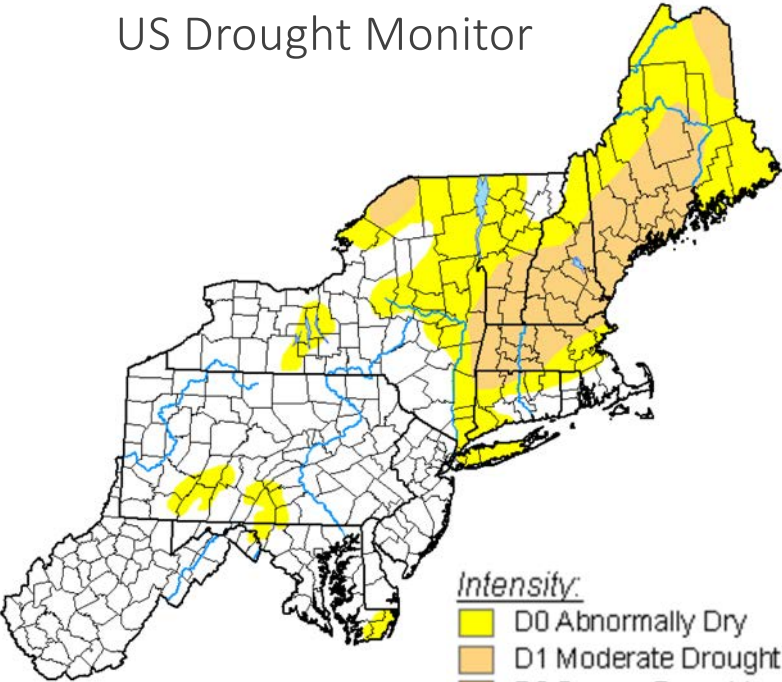 US Drought Monitor
Intensity:
D0 Abnormally Dry
D1 Moderate Drought